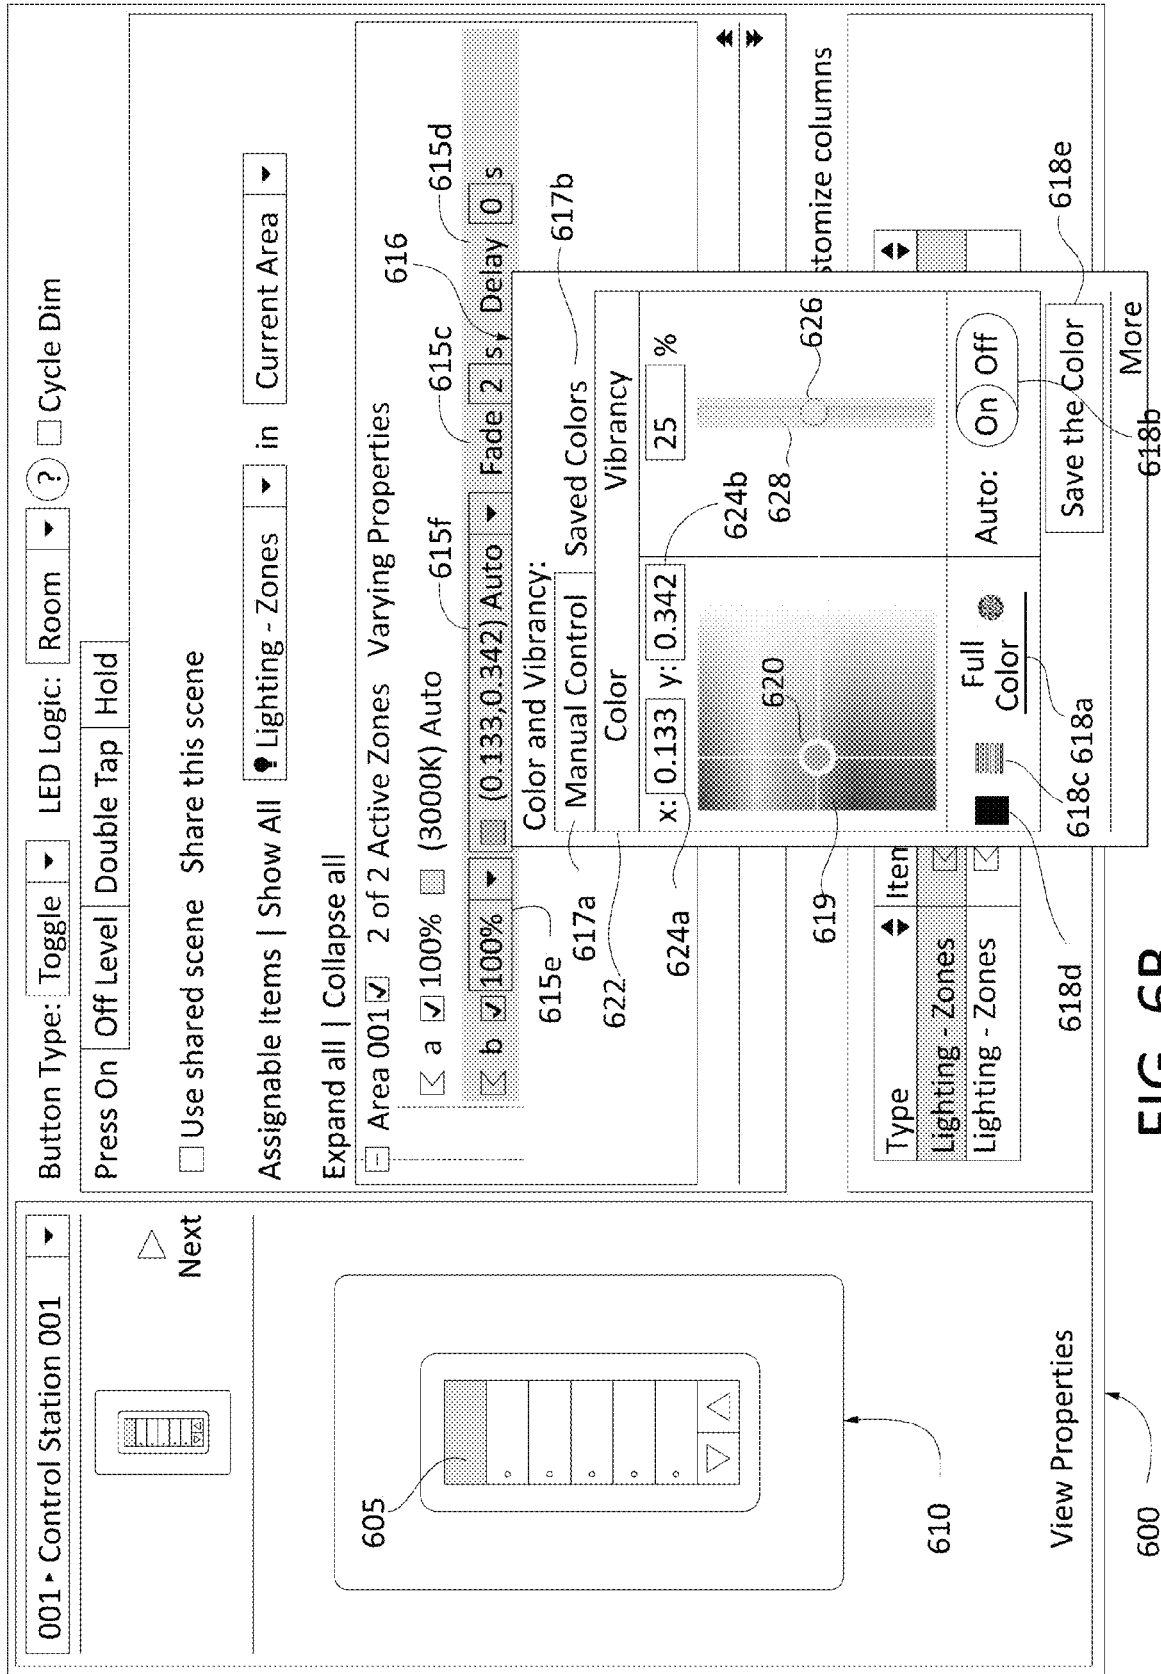 001 ▸ Control Station 001
Next
605
610
View Properties
600
Button Type: Toggle LED Logic: Room ? Cycle Dim
Press On Off Level Double Tap Hold
Use shared scene Share this scene
Assignable Items | Show All Lighting - Zones in Current Area
Expand all | Collapse all
Area 001 2 of 2 Active Zones Varying Properties
a 100% (3000K) Auto
b 100% (0.133,0.342) Auto Fade 2 s, Delay 0 s
615e
615f
615c
616
615d
Color and Vibrancy:
Manual Control Saved Colors
617a
617b
622
Color Vibrancy
x: 0.133 y: 0.342 25 %
624a
624b
620
619
628
626
Full
Color
Auto: On Off
618d
618c
618a
618b
Save the Color
618e
More
stomize columns
Type Item
Lighting - Zones
Lighting - Zones
FIG. 6B